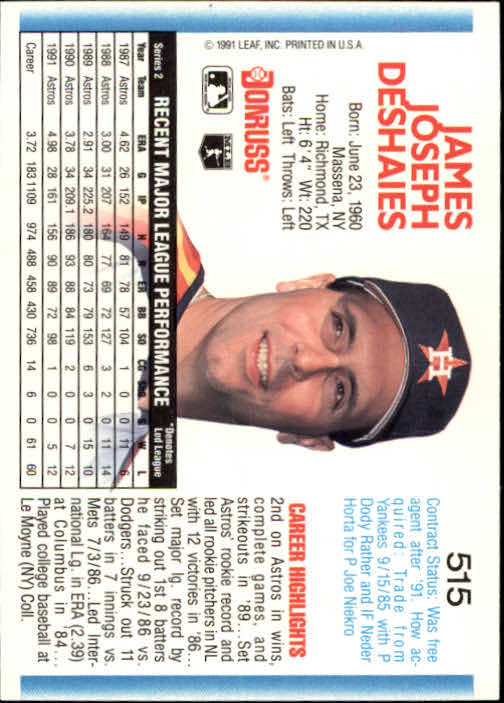 © 1991 LEAF, INC. PRINTED IN U.S.A.
DONRUSS
MLB
JAMES
JOSEPH
DESHAIES
Born: June 23, 1960
Massena, NY
Ht: 6' 4" Wt: 220
Home: Richmond, TX
Bats: Left Throws: Left
515
Contract Status: Was free
agent after '91. How ac-
quired: Trade from
Yankees 9/15/85 with P
Dody Rather and IF Neder
Horta for P Joe Niekro
CAREER HIGHLIGHTS
2nd on Astros in wins,
complete games, and
strikeouts in '89... Set
Astros' rookie record and
led all rookie pitchers in NL
with 12 victories in '86...
Set major lg. record by
striking out 1st 8 batters
he faced 9/23/86 vs.
Dodgers...Struck out 11
batters in 7 innings vs.
Mets 7/3/86...Led Inter-
national Lg. in ERA (2.39)
at Columbus in '84...
Played college baseball at
Le Moyne (NY) Coll.
Series 2 RECENT MAJOR LEAGUE PERFORMANCE *Denotes Led League
Year Team ERA G IP H R ER BB SO CG ShO S W L
1987 Astros 4.62 26 152 149 81 78 57 104 1 0 0 11 6
1988 Astros 3.00 31 207 164 77 69 72 127 3 2 0 11 14
1989 Astros 2.91 34 225.2 180 80 73 79 153 6 3 0 15 10
1990 Astros 3.78 34 209.1 186 93 88 84 119 2 0 0 7 12
1991 Astros 4.98 28 161 156 90 89 72 98 1 0 0 5 12
Career 3.72 183 1109 974 488 458 430 736 14 6 0 61 60